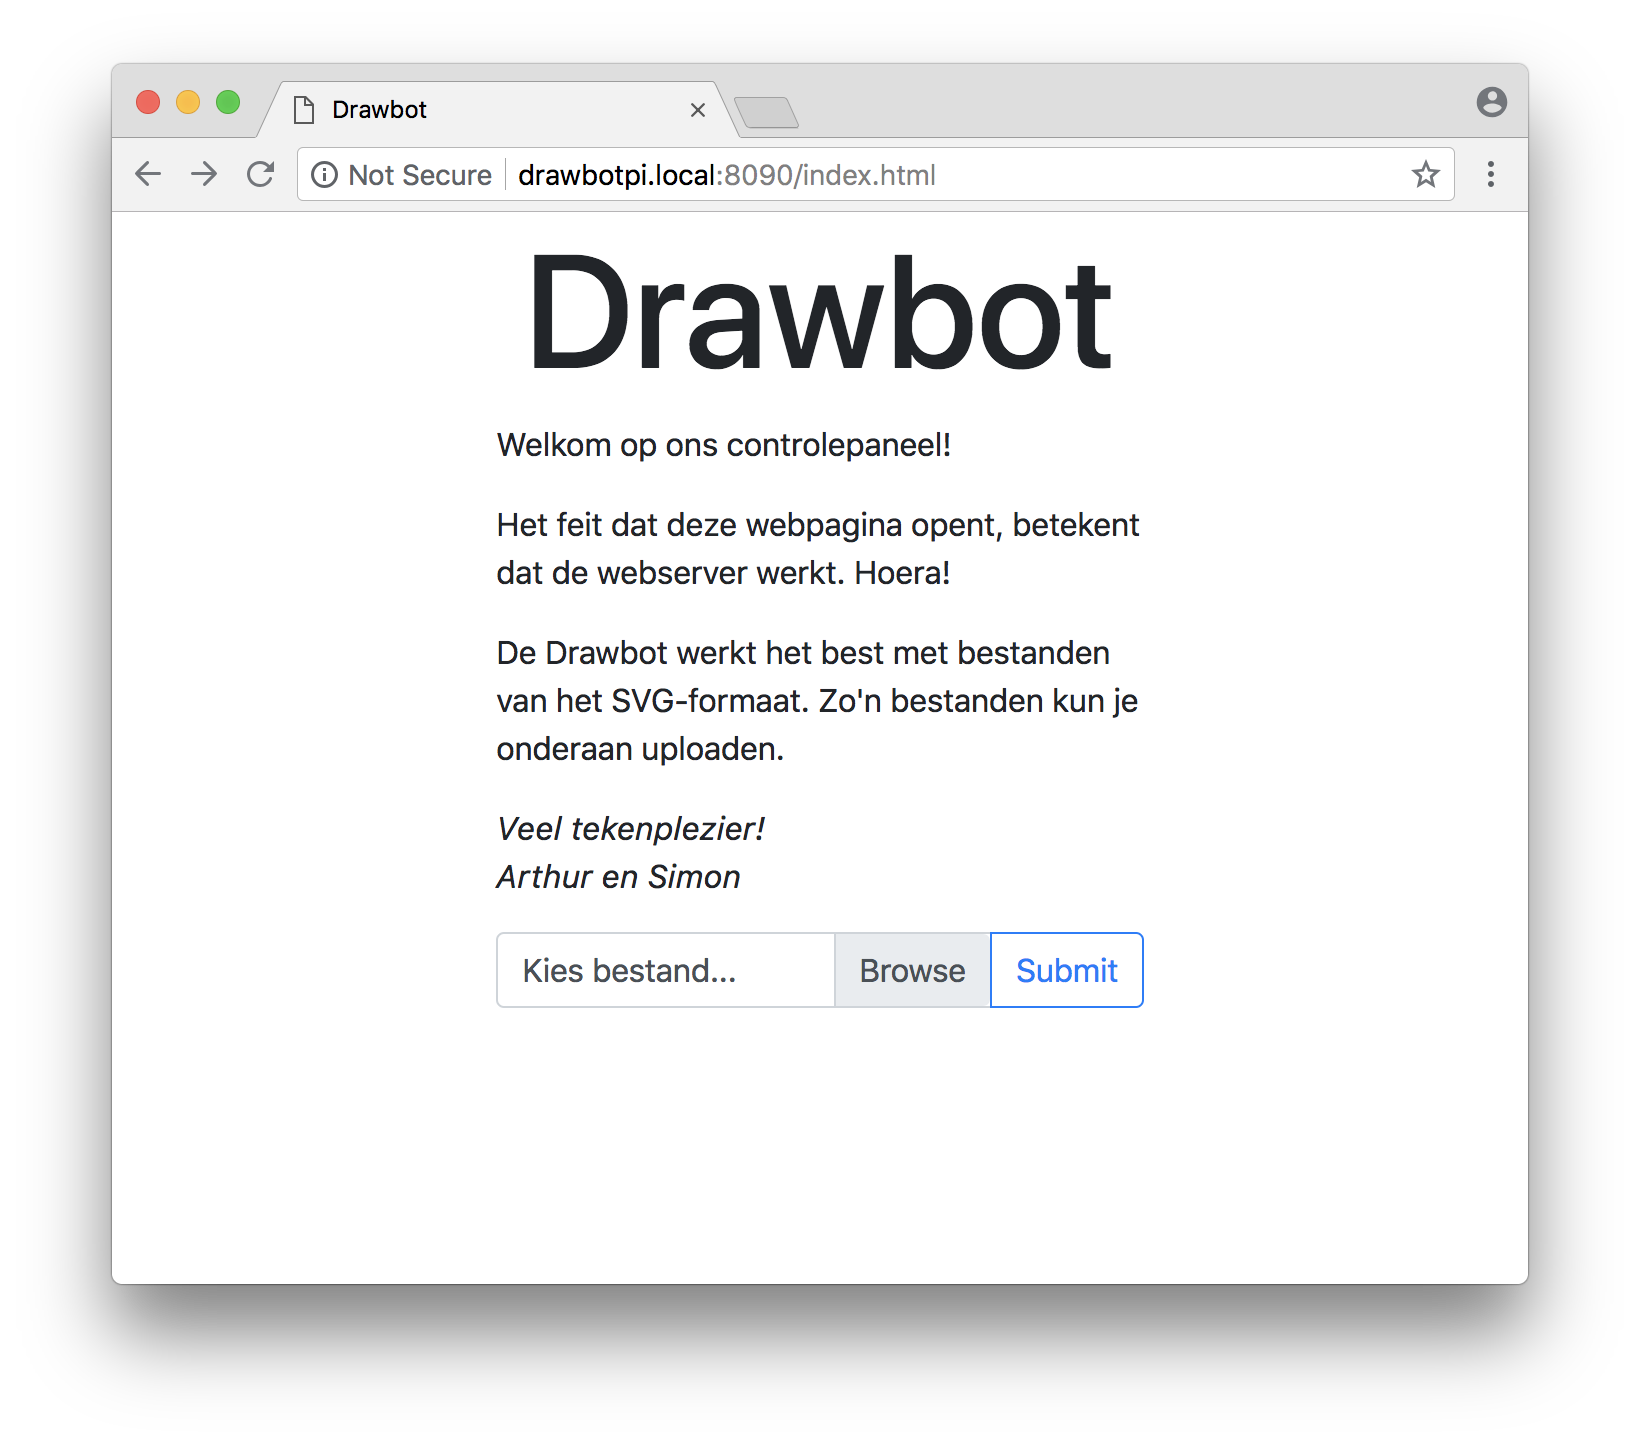 Drawbot
Not Secure drawbotpi.local:8090/index.html
Drawbot
Welkom op ons controlepaneel!
Het feit dat deze webpagina opent, betekent
dat de webserver werkt. Hoera!
De Drawbot werkt het best met bestanden
van het SVG-formaat. Zo'n bestanden kun je
onderaan uploaden.
Veel tekenplezier!
Arthur en Simon
Kies bestand... Browse Submit